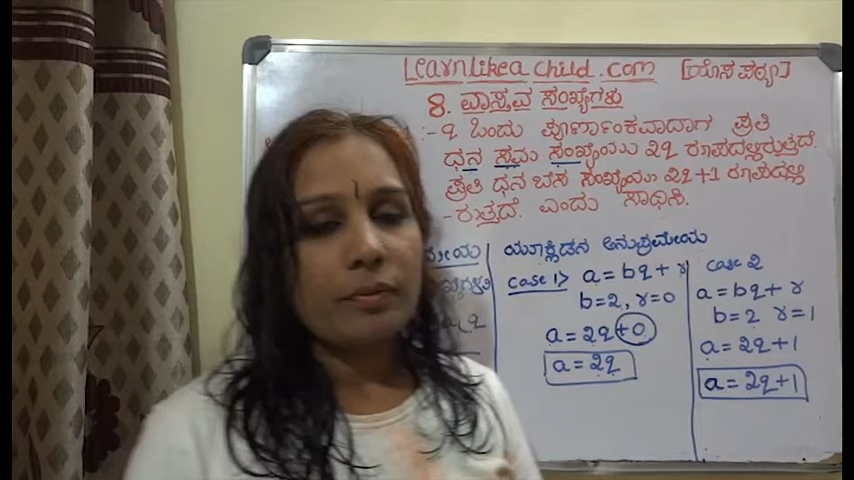 LearnLikeaChild.com [ಹೊಸ ಪಠ್ಯ]
8. ವಾಸ್ತವ ಸಂಖ್ಯೆಗಳು
-q ಒಂದು ಪೂರ್ಣಾಂಕವಾದಾಗ ಪ್ರತಿ
ಧನ ಸಮ ಸಂಖ್ಯೆಯು 2q ರೂಪದಲ್ಲಿರುತ್ತದೆ.
ಪ್ರತಿ ಧನ ಬೆಸ ಸಂಖ್ಯೆಯು 2q+1 ರೂಪದಲ್ಲಿ
-ರುತ್ತದೆ. ಎಂದು ಸಾಧಿಸಿ.
ಯೂಕ್ಲಿಡನ ಅನುಪ್ರಮೇಯ
case 1> a = bq + r
b=2, r=0
a = 2q+0
a = 2q
case 2
a = bq + r
b=2 r=1
a = 2q+1
a = 2q+1